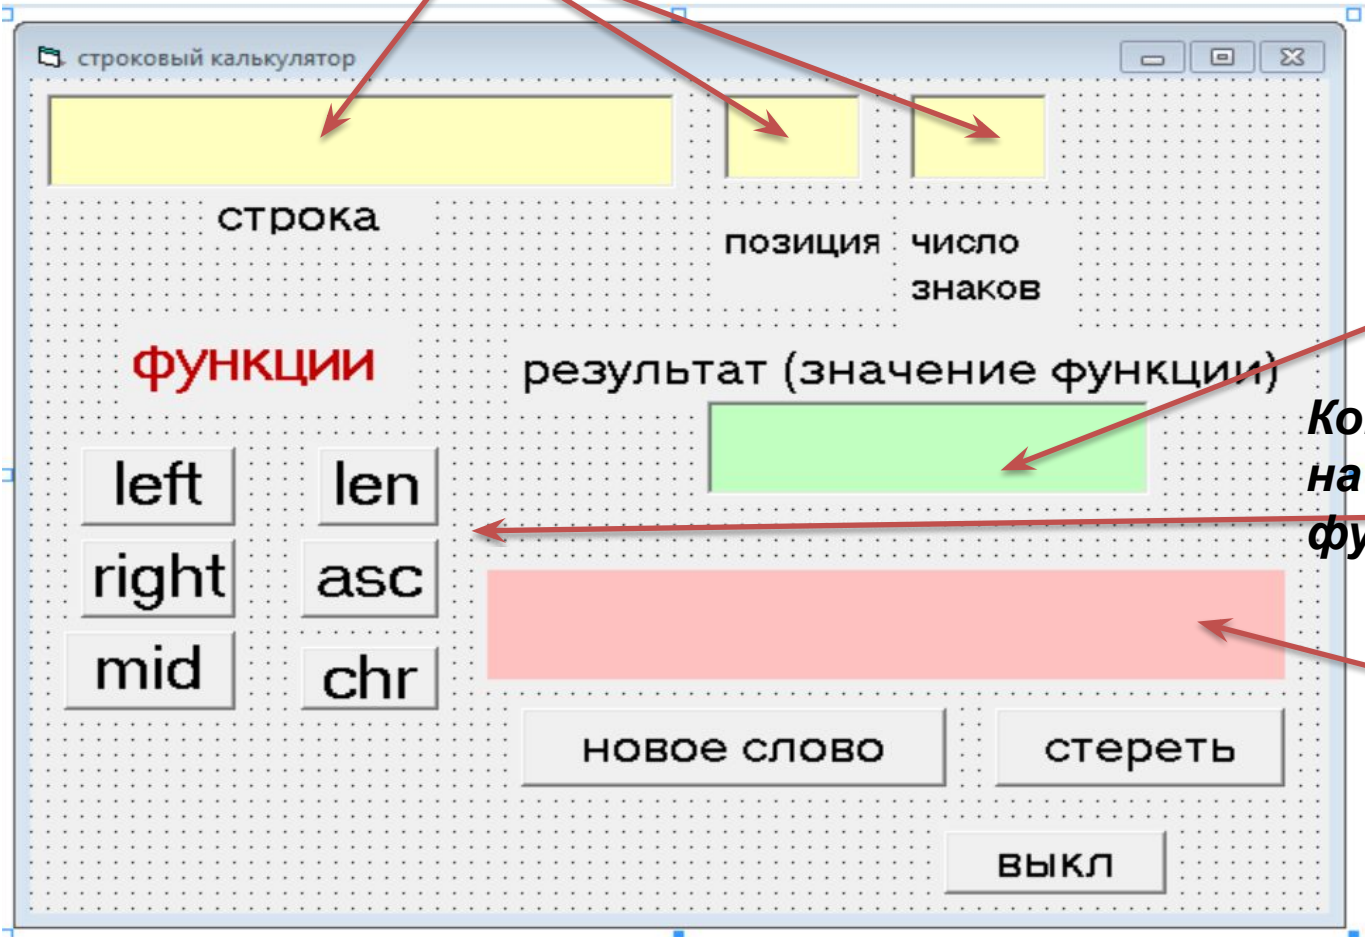 строковый калькулятор
строка
позиция
число
знаков
функции
результат (значение функции)
left
len
на
right
asc
mid
chr
новое слово
стереть
выкл